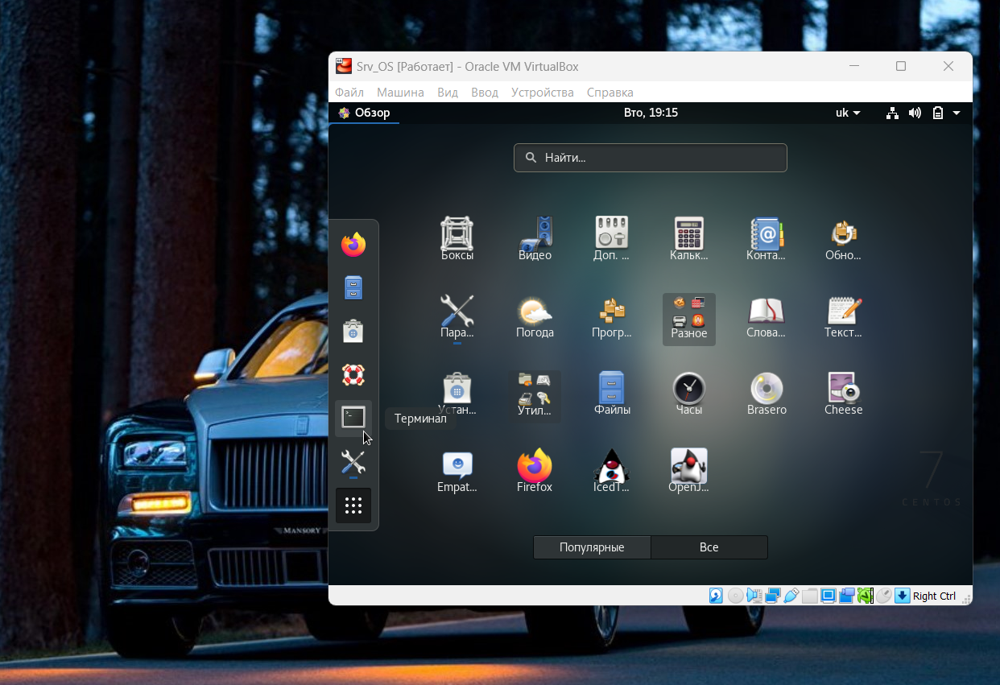 Srv_OS [Работает] - Oracle VM VirtualBox
Файл Машина Вид Ввод Устройства Справка
Обзор Вто, 19:15 uk
Найти...
Боксы Видео Доп. ... Кальк... Конта... Обно...
Пара... Погода Прогр... Разное Слова... Текст...
Устан... Утил... Файлы Часы Brasero Cheese
Терминал
Empat... Firefox IcedT... OpenJ...
7
CENTOS
MANSORY
Популярные Все
Right Ctrl